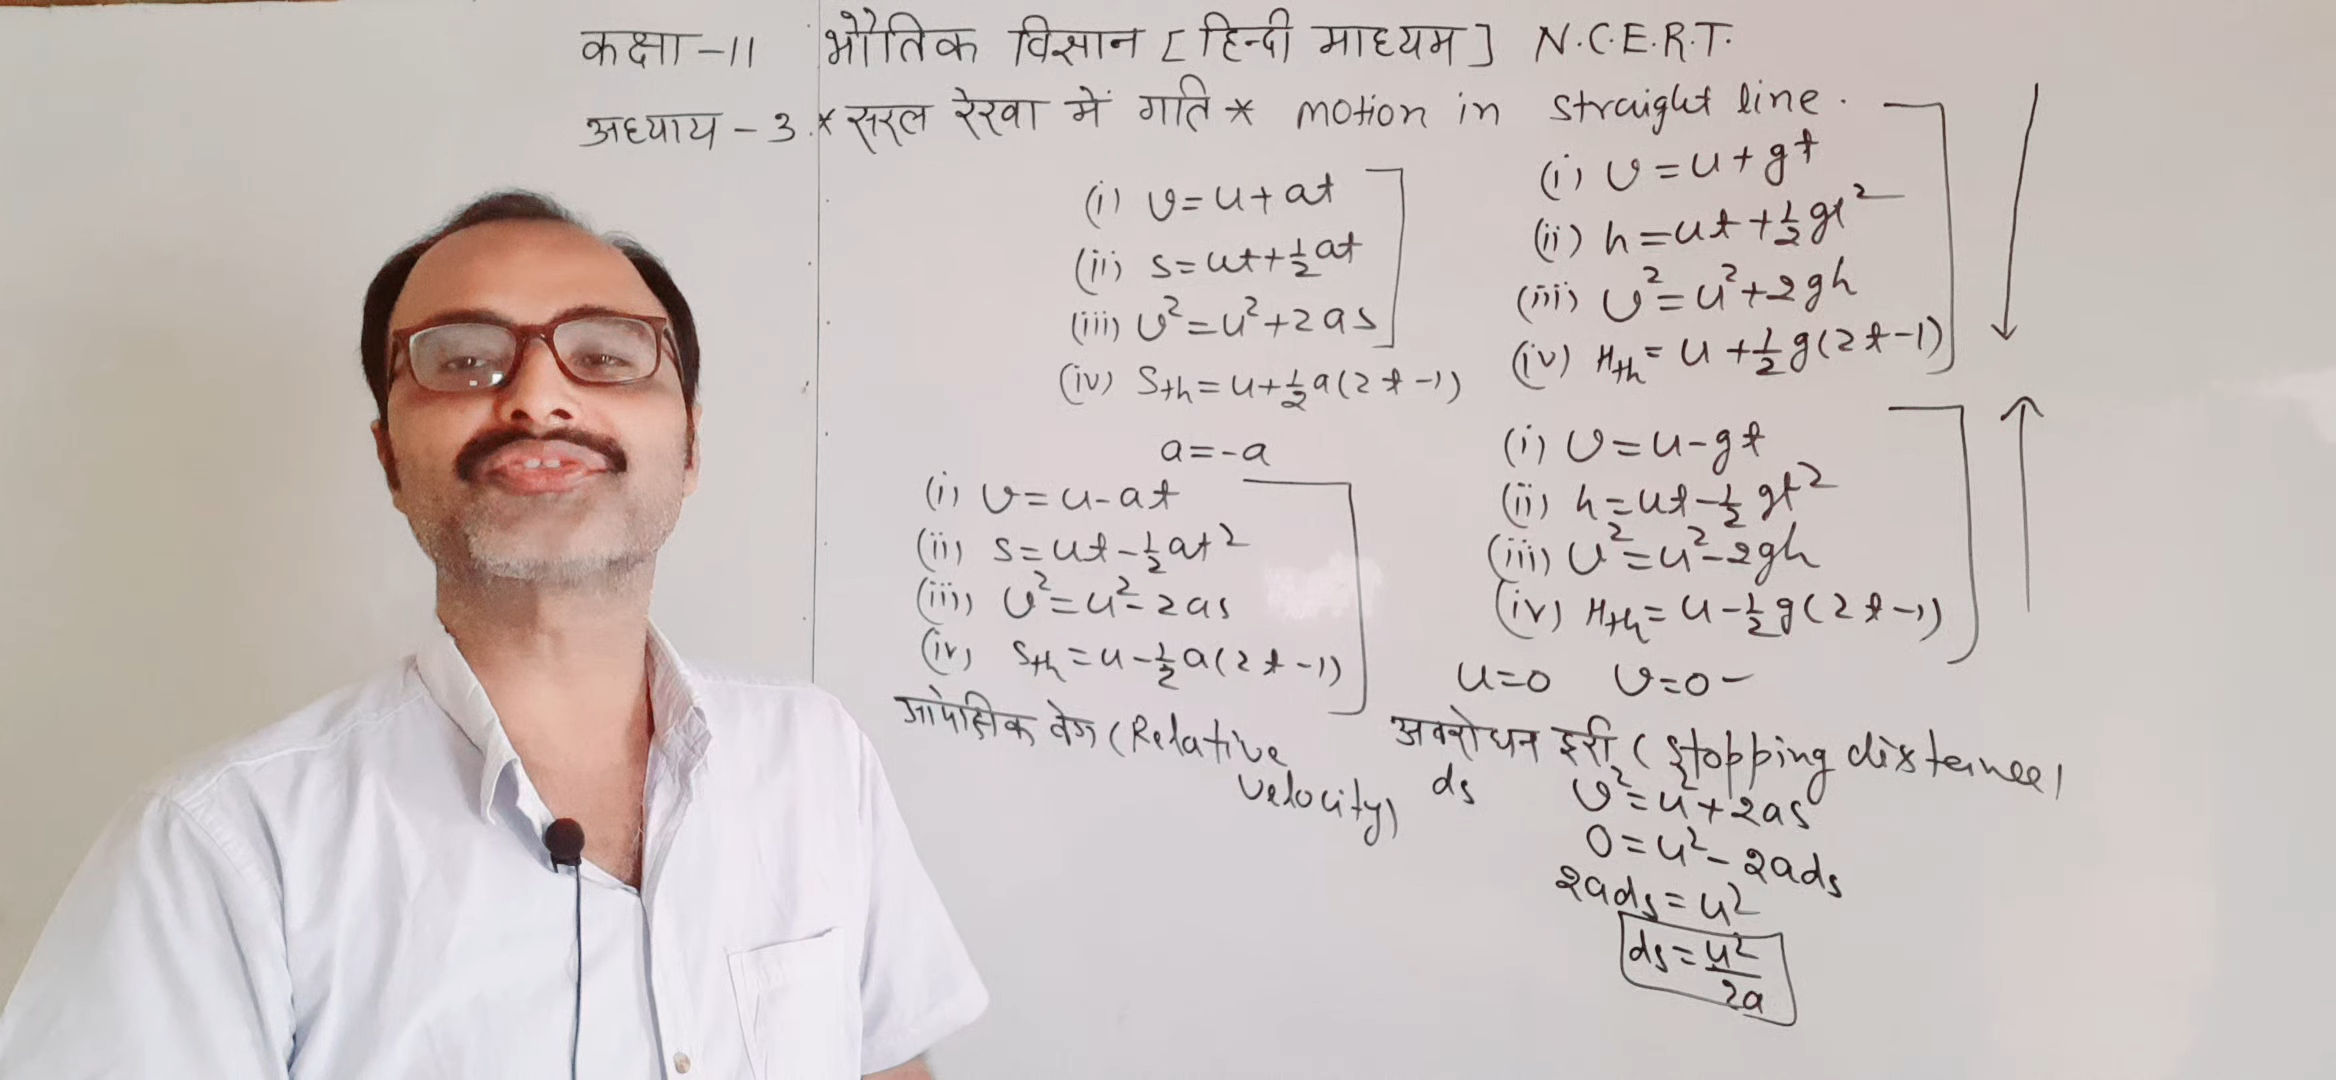 कक्षा -11 भौतिक विज्ञान [हिन्दी माध्यम] N.C.E.R.T.
अध्याय - 3 * सरल रेखा में गति * motion in straight line.
(i) v=u+at
(ii) s=ut+½at
(iii) v²=u²+2as
(iv) Sth=u+½a(2t-1)
a=-a
(i) v=u-at
(ii) s=ut-½at²
(iii) v²=u²-2as
(iv) Sth=u-½a(2t-1)
आपेक्षिक वेग (Relative
velocity)
(i) v=u+gt
(ii) h=ut+½gt²
(iii) v²=u²+2gh
(iv) Hth=u+½g(2t-1)
(i) v=u-gt
(ii) h=ut-½gt²
(iii) v²=u²-2gh
(iv) Hth=u-½g(2t-1)
u=0 v=0-
अवरोधन दूरी (stopping distance)
ds v²=u²+2as
0=u²-2ads
2ads=u²
ds=u²/2a